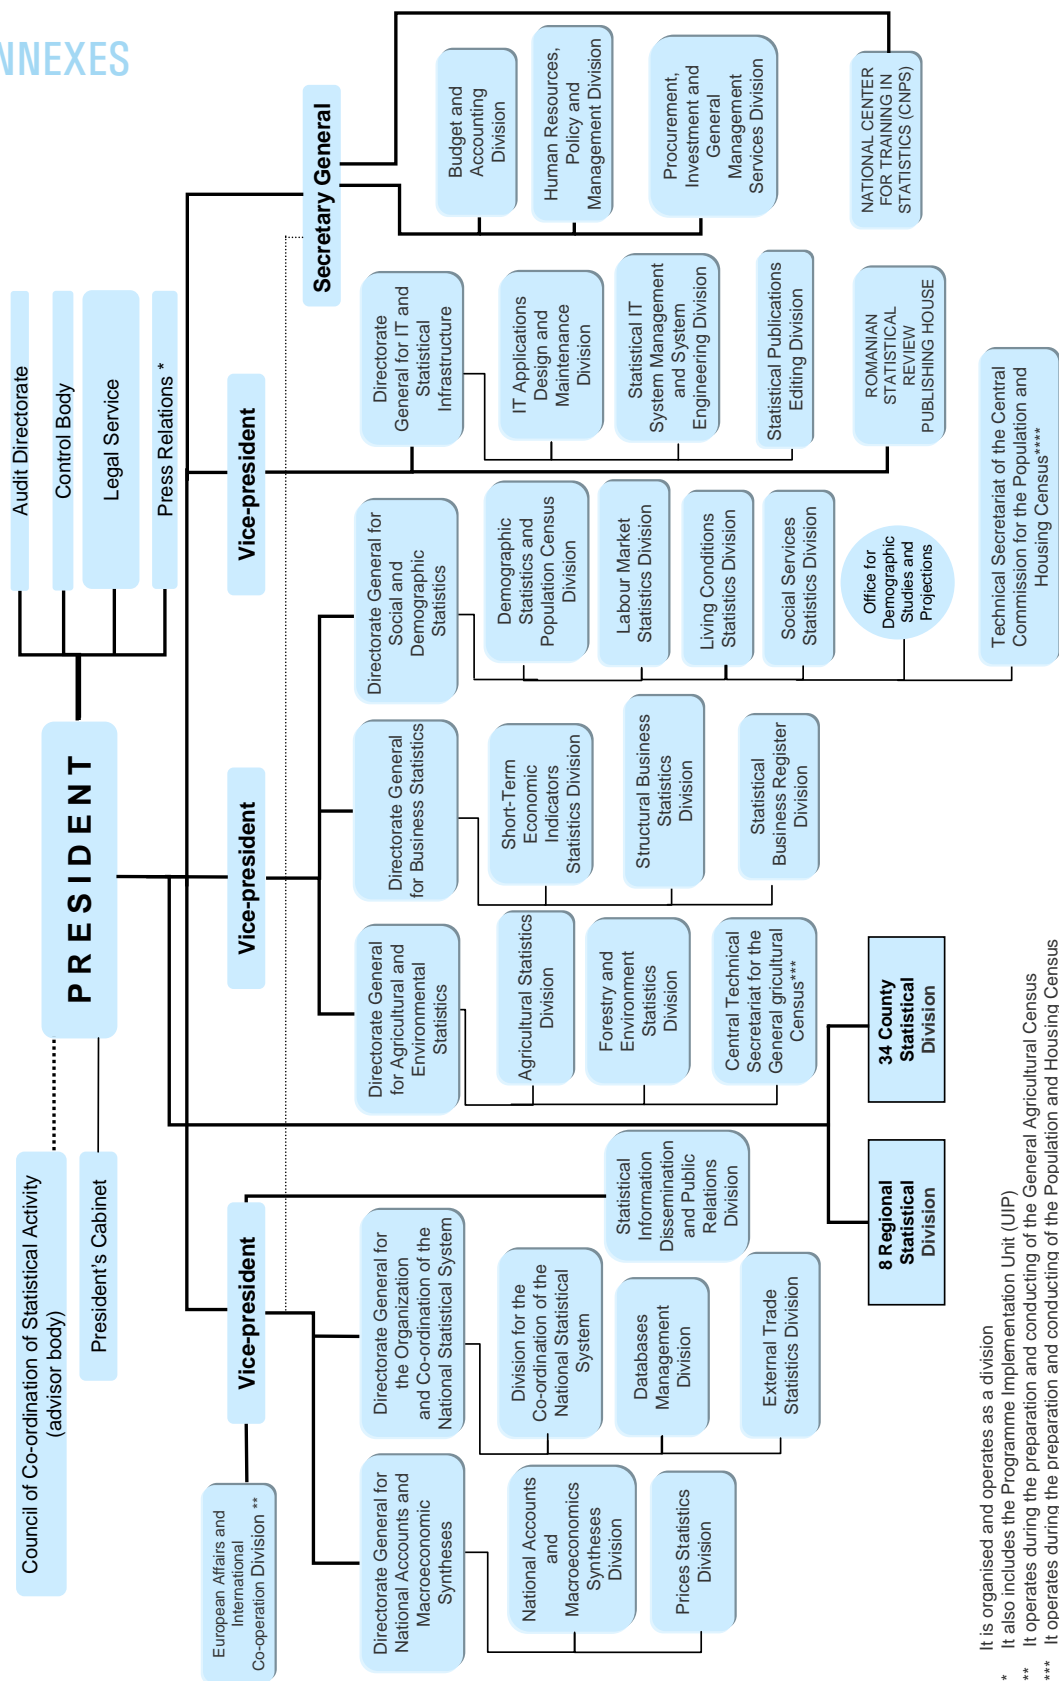 NNEXES
Council of Co-ordination of Statistical Activity
(advisor body)
President's Cabinet
PRESIDENT
Audit Directorate
Control Body
Legal Service
Press Relations *
European Affairs and
International
Co-operation Division **
Vice-president
Vice-president
Vice-president
Secretary General
Directorate General for
National Accounts and
Macroeconomic
Syntheses
National Accounts
and
Macroeconomics
Syntheses
Division
Prices Statistics
Division
Directorate General for
the Organization
and Co-ordination of the
National Statistical System
Division for the
Co-ordination of the
National Statistical
System
Databases
Management
Division
External Trade
Statistics Division
Statistical
Information
Dissemination
and Public
Relations
Division
Directorate General
for Agricultural and
Environmental
Statistics
Agricultural Statistics
Division
Forestry and
Environment
Statistics
Division
Central Technical
Secretariat for the
General gricultural
Census***
Directorate General
for Business Statistics
Short-Term
Economic
Indicators
Statistics Division
Structural Business
Statistics
Division
Statistical
Business Register
Division
Directorate General for
Social and
Demographic
Statistics
Demographic
Statistics and
Population Census
Division
Labour Market
Statistics Division
Living Conditions
Statistics Division
Social Services
Statistics Division
Office for
Demographic
Studies and
Projections
Technical Secretariat of the Central
Commission for the Population and
Housing Census****
Directorate
General for IT and
Statistical
Infrastructure
IT Applications
Design and
Maintenance
Division
Statistical IT
System Management
and System
Engineering Division
Statistical Publications
Editing Division
ROMANIAN
STATISTICAL
REVIEW
PUBLISHING HOUSE
Budget and
Accounting
Division
Human Resources,
Policy and
Management Division
Procurement,
Investment and
General
Management
Services Division
NATIONAL CENTER
FOR TRAINING IN
STATISTICS (CNPS)
8 Regional
Statistical
Division
34 County
Statistical
Division
It is organised and operates as a division
* It also includes the Programme Implementation Unit (UIP)
** It operates during the preparation and conducting of the General Agricultural Census
*** It operates during the preparation and conducting of the Population and Housing Census